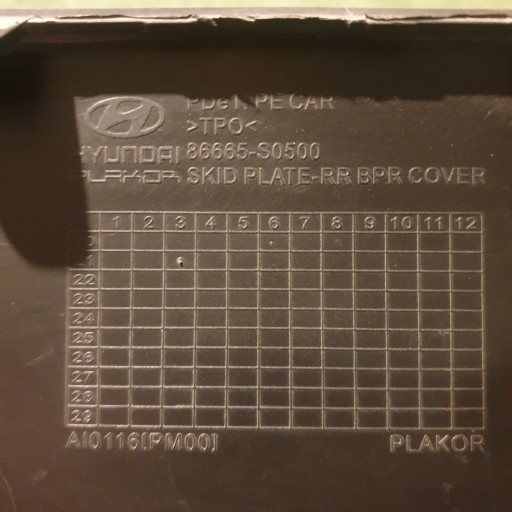 PDe 1, PE CAR
>TPO<
HYUNDAI 86665-S0500
PLAKOR SKID PLATE-RR BPR COVER
1 2 3 4 5 6 7 8 9 10 11 12
22
23
24
25
26
27
28
29
AI0116[PM00] PLAKOR